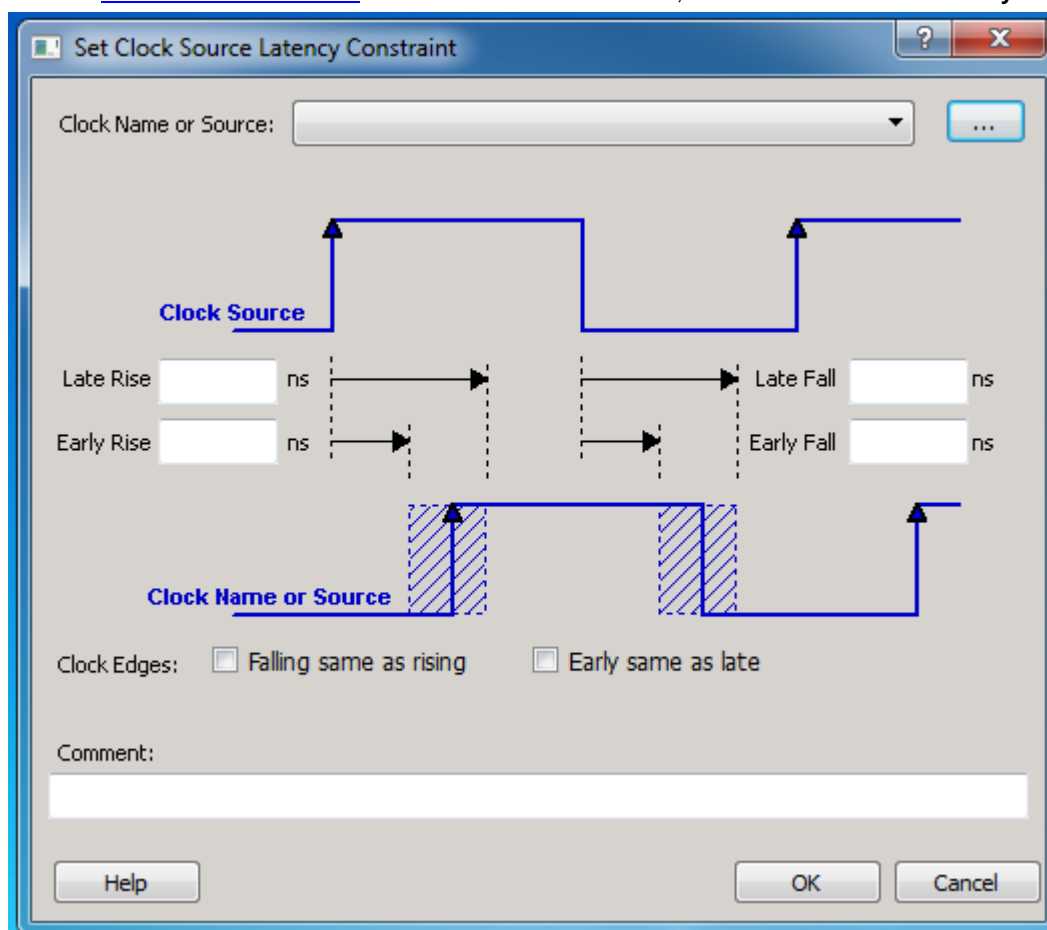 Set Clock Source Latency Constraint
?
Clock Name or Source:
...
Clock Source
Late Rise ns Late Fall ns
Early Rise ns Early Fall ns
Clock Name or Source
Clock Edges: Falling same as rising Early same as late
Comment:
Help OK Cancel